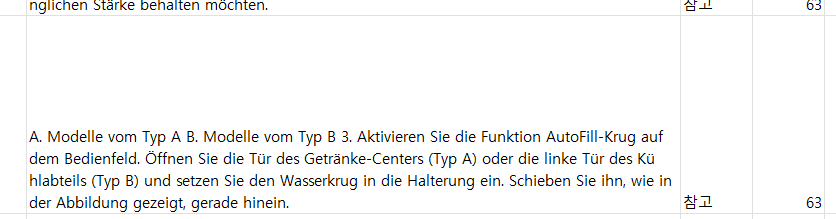 nglichen Stärke behalten möchten. 참고 63
A. Modelle vom Typ A B. Modelle vom Typ B 3. Aktivieren Sie die Funktion AutoFill-Krug auf
dem Bedienfeld. Öffnen Sie die Tür des Getränke-Centers (Typ A) oder die linke Tür des Kü
hlabteils (Typ B) und setzen Sie den Wasserkrug in die Halterung ein. Schieben Sie ihn, wie in
der Abbildung gezeigt, gerade hinein. 참고 63